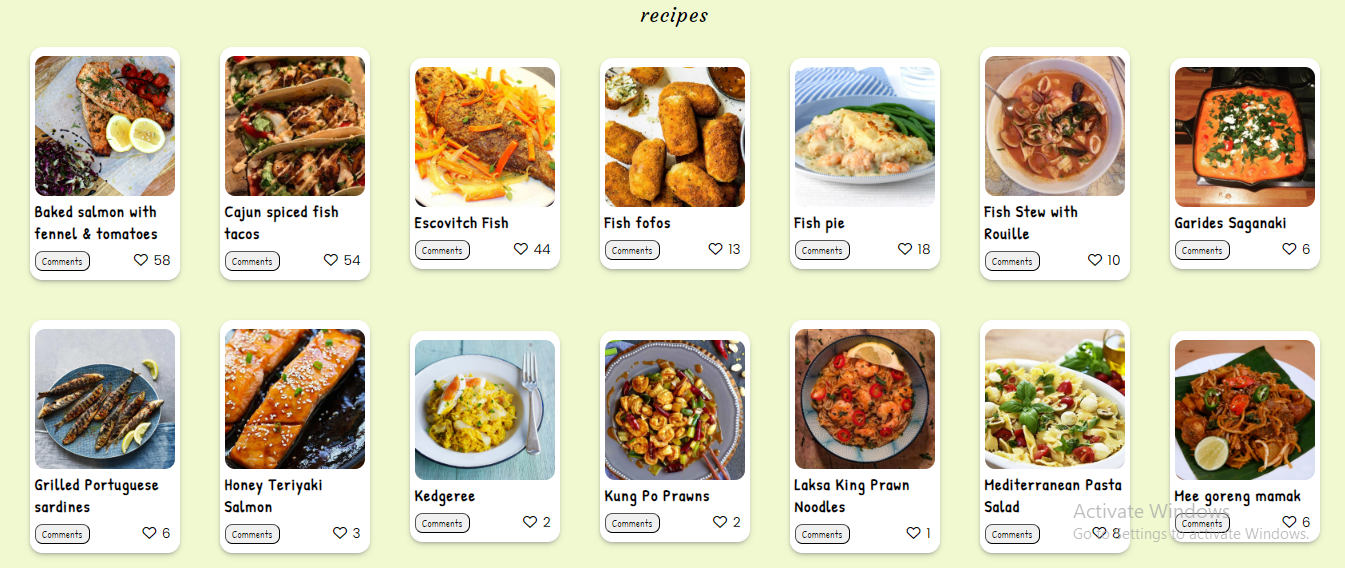 recipes
Baked salmon with
fennel & tomatoes
Comments
58
Cajun spiced fish
tacos
Comments
54
Escovitch Fish
Comments
44
Fish fofos
Comments
13
Fish pie
Comments
18
Fish Stew with
Rouille
Comments
10
Garides Saganaki
Comments
6
Grilled Portuguese
sardines
Comments
6
Honey Teriyaki
Salmon
Comments
3
Kedgeree
Comments
2
Kung Po Prawns
Comments
2
Laksa King Prawn
Noodles
Comments
1
Mediterranean Pasta
Salad
Comments
8
Mee goreng mamak
Comments
6
Activate Windows
Go to Settings to activate Windows.